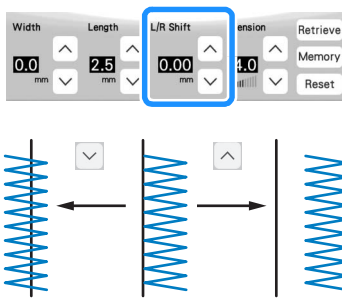 Width Length L/R Shift ension Retrieve
0.0 2.5 0.00 4.0 Memory
mm mm mm Reset